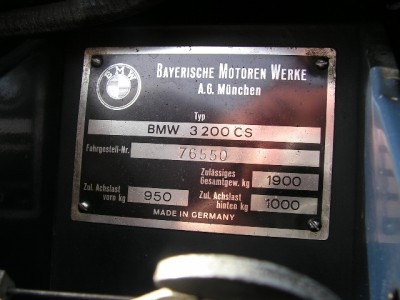 BMW
BAYERISCHE MOTOREN WERKE
A.G. München
Typ
BMW 3200 CS
Fahrgestell-Nr. 76550
Zulässiges
Gesamtgew. kg 1900
Zul. Achslast
vorn kg 950
Zul. Achslast
hinten kg 1000
MADE IN GERMANY